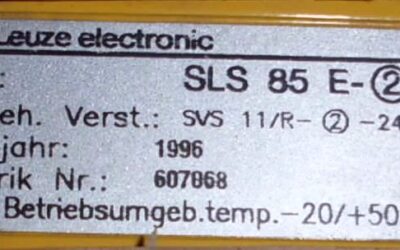 Leuze electronic
: SLS 85 E-②
eh. Verst.: SVS 11/R- ② -24
jahr: 1996
rik Nr.: 607868
Betriebsumgeb.temp.-20/+50